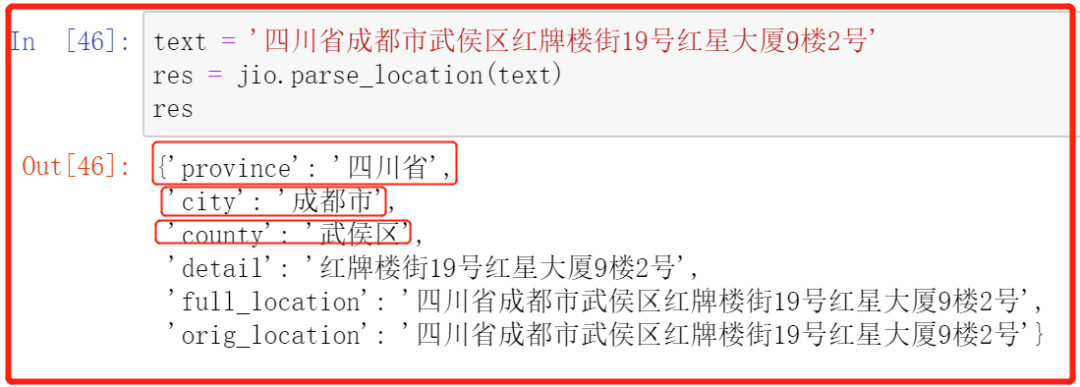 In [46]: text = '四川省成都市武侯区红牌楼街19号红星大厦9楼2号'
res = jio.parse_location(text)
res
Out[46]: {'province': '四川省',
'city': '成都市',
'county': '武侯区',
'detail': '红牌楼街19号红星大厦9楼2号',
'full_location': '四川省成都市武侯区红牌楼街19号红星大厦9楼2号',
'orig_location': '四川省成都市武侯区红牌楼街19号红星大厦9楼2号'}